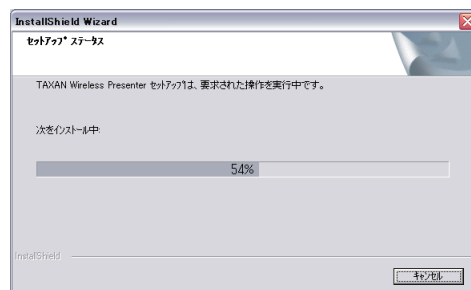 InstallShield Wizard
ｾｯﾄｱｯﾌﾟ ｽﾃｰﾀｽ
TAXAN Wireless Presenter ｾｯﾄｱｯﾌﾟは、要求された操作を実行中です。
次をｲﾝｽﾄｰﾙ中:
54%
InstallShield
ｷｬﾝｾﾙ